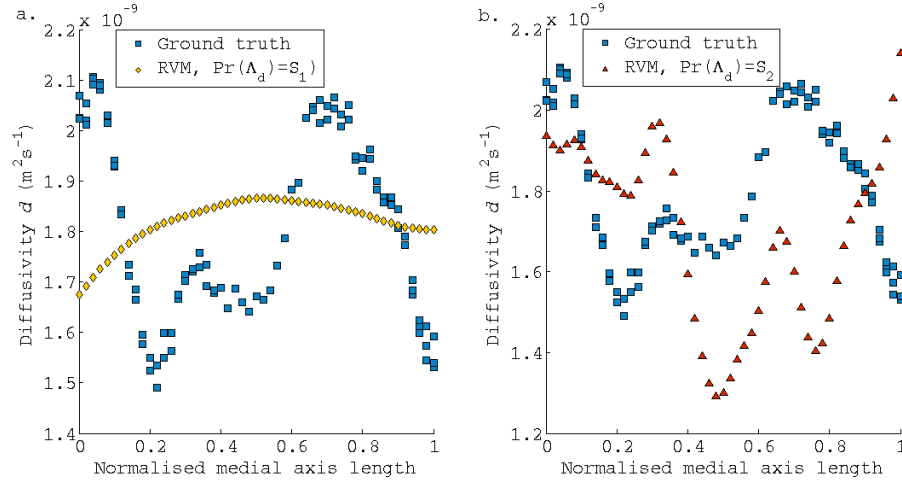 a.
x 10⁻⁹
2.2
2.1
2
1.9
1.8
1.7
1.6
1.5
1.4
0
0.2
0.4
0.6
0.8
1
Diffusivity d (m²s⁻¹)
Normalised medial axis length
Ground truth
RVM, Pr(Λ_d)=S₁)
b.
x 10⁻⁹
2.2
2
1.8
1.6
1.4
1.2
0
0.2
0.4
0.6
0.8
1
Diffusivity d (m²s⁻¹)
Normalised medial axis length
Ground truth
RVM, Pr(Λ_d)=S₂